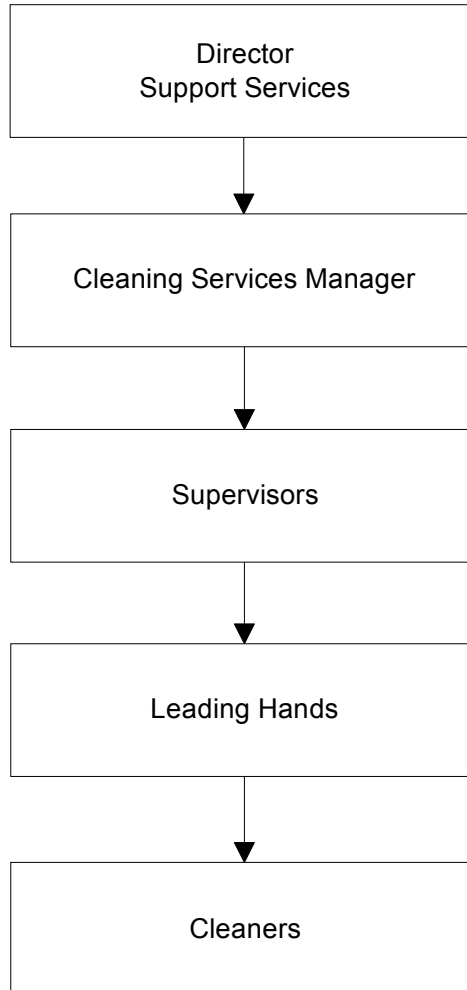 Director
Support Services
Cleaning Services Manager
Supervisors
Leading Hands
Cleaners